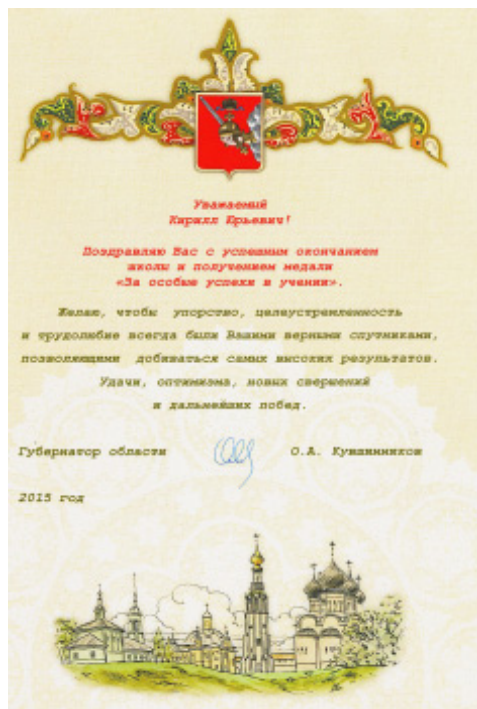 Уважаемый
Кирилл Юрьевич!
Поздравляю Вас с успешным окончанием
школы и получением медали
«За особые успехи в учении».
Желаю, чтобы упорство, целеустремленность
и трудолюбие всегда были Вашими верными спутниками,
позволяющими добиваться самых высоких результатов.
Удачи, оптимизма, новых свершений
и дальнейших побед.
Губернатор области О.А. Кувшинников
2015 год